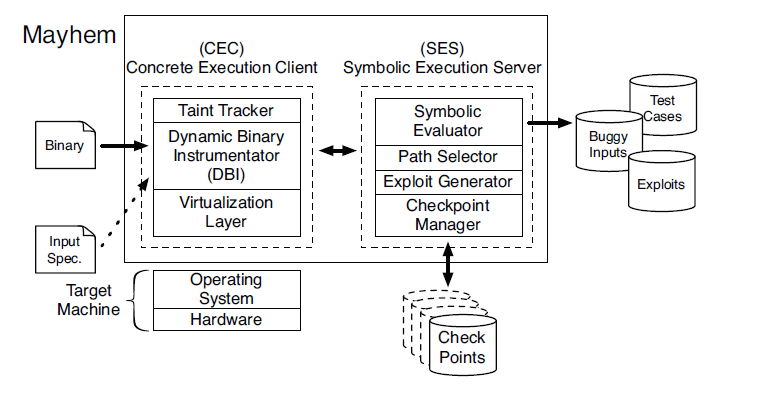 Mayhem
(CEC)
Concrete Execution Client
(SES)
Symbolic Execution Server
Binary
Input
Spec.
Taint Tracker
Dynamic Binary
Instrumentator
(DBI)
Virtualization
Layer
Symbolic
Evaluator
Path Selector
Exploit Generator
Checkpoint
Manager
Test
Cases
Buggy
Inputs
Exploits
Target
Machine
Operating
System
Hardware
Check
Points